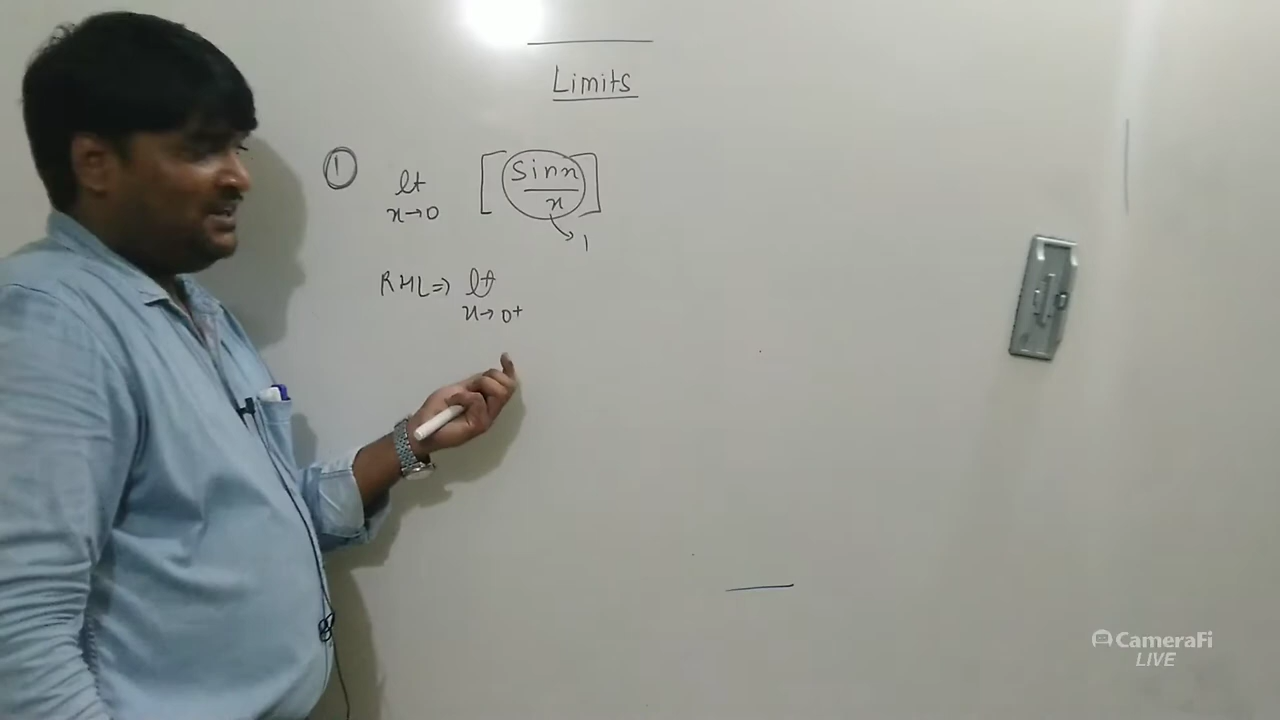 Limits
① lt [ sinx / x ]
x→0
1
RHL ⇒ lt
x→0+
CameraFi
LIVE